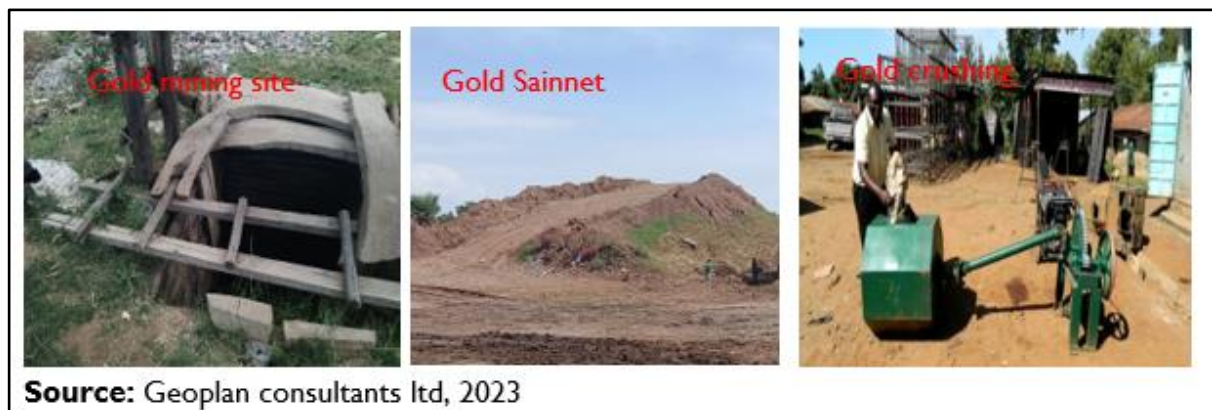 Gold mining site
Gold Sainnet
Gold crushing
Source: Geoplan consultants ltd, 2023